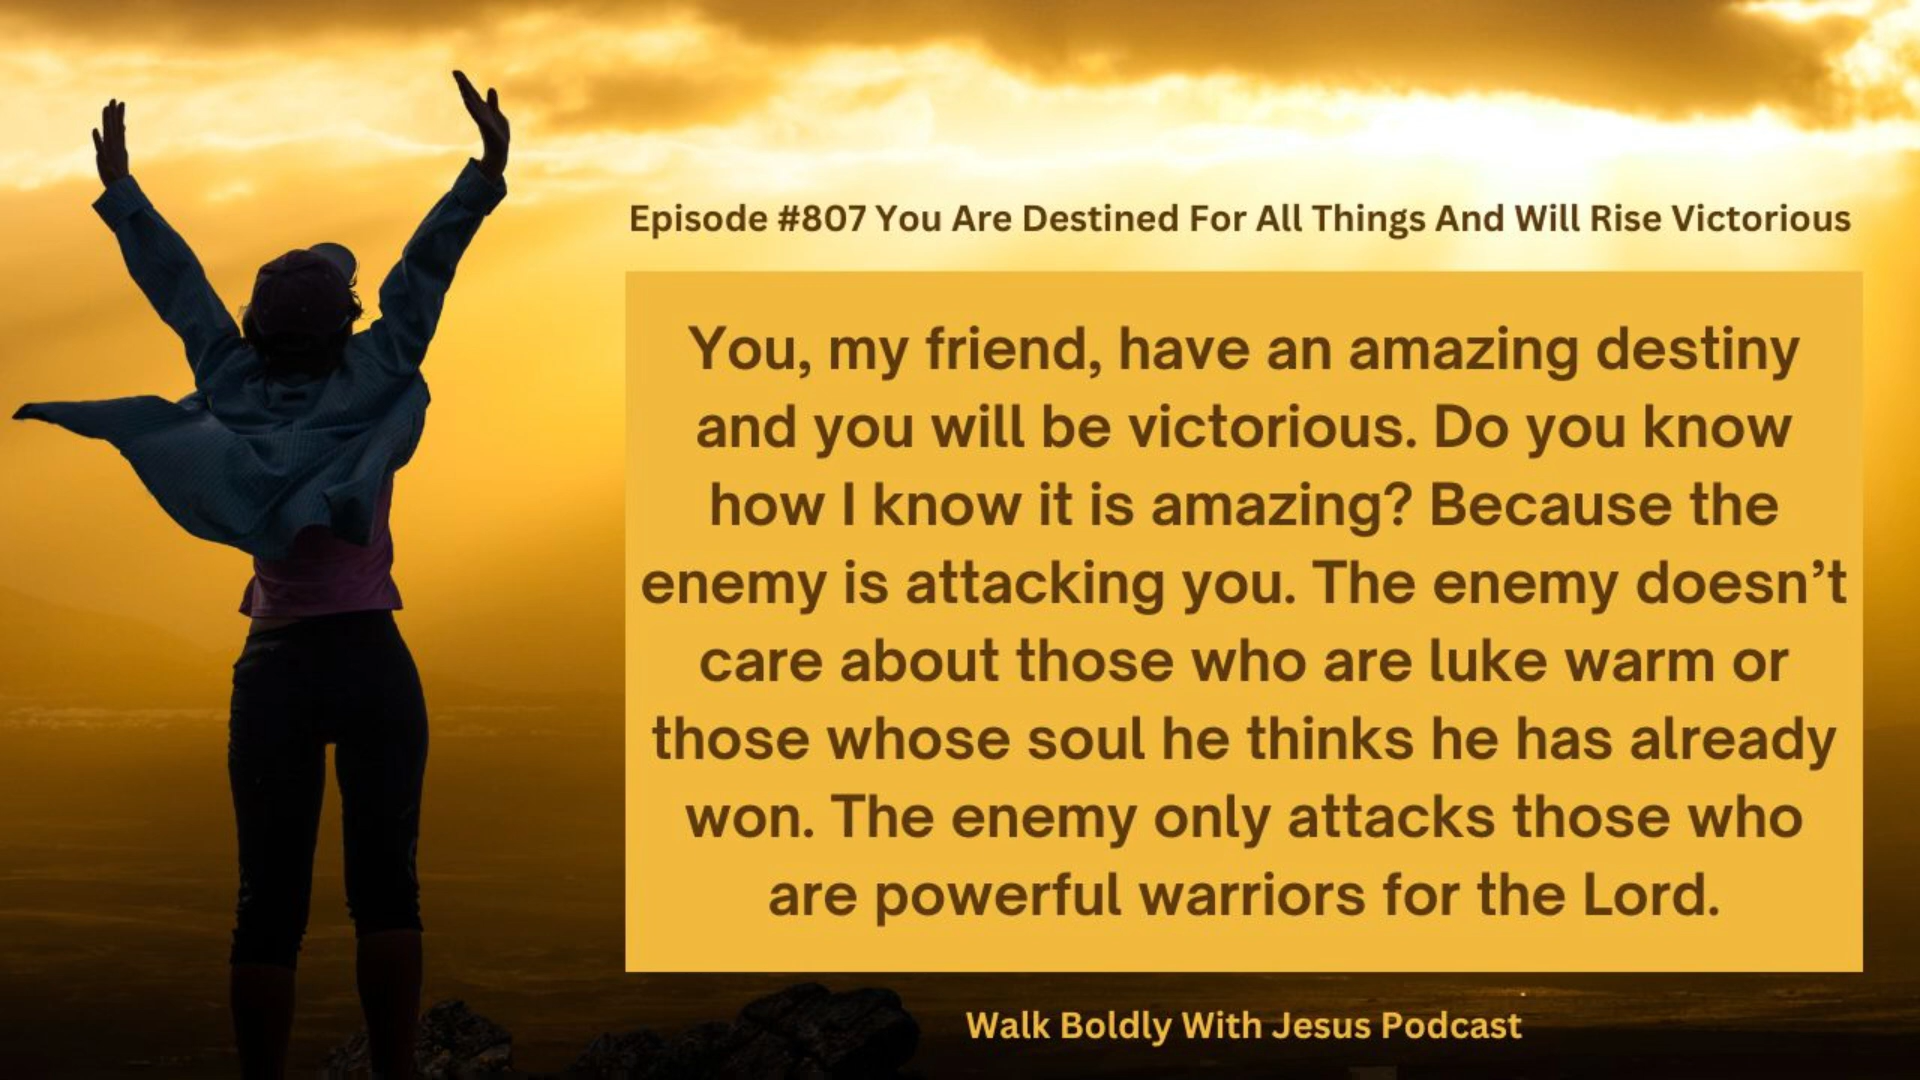 Episode #807 You Are Destined For All Things And Will Rise Victorious
You, my friend, have an amazing destiny
and you will be victorious. Do you know
how I know it is amazing? Because the
enemy is attacking you. The enemy doesn’t
care about those who are luke warm or
those whose soul he thinks he has already
won. The enemy only attacks those who
are powerful warriors for the Lord.
Walk Boldly With Jesus Podcast